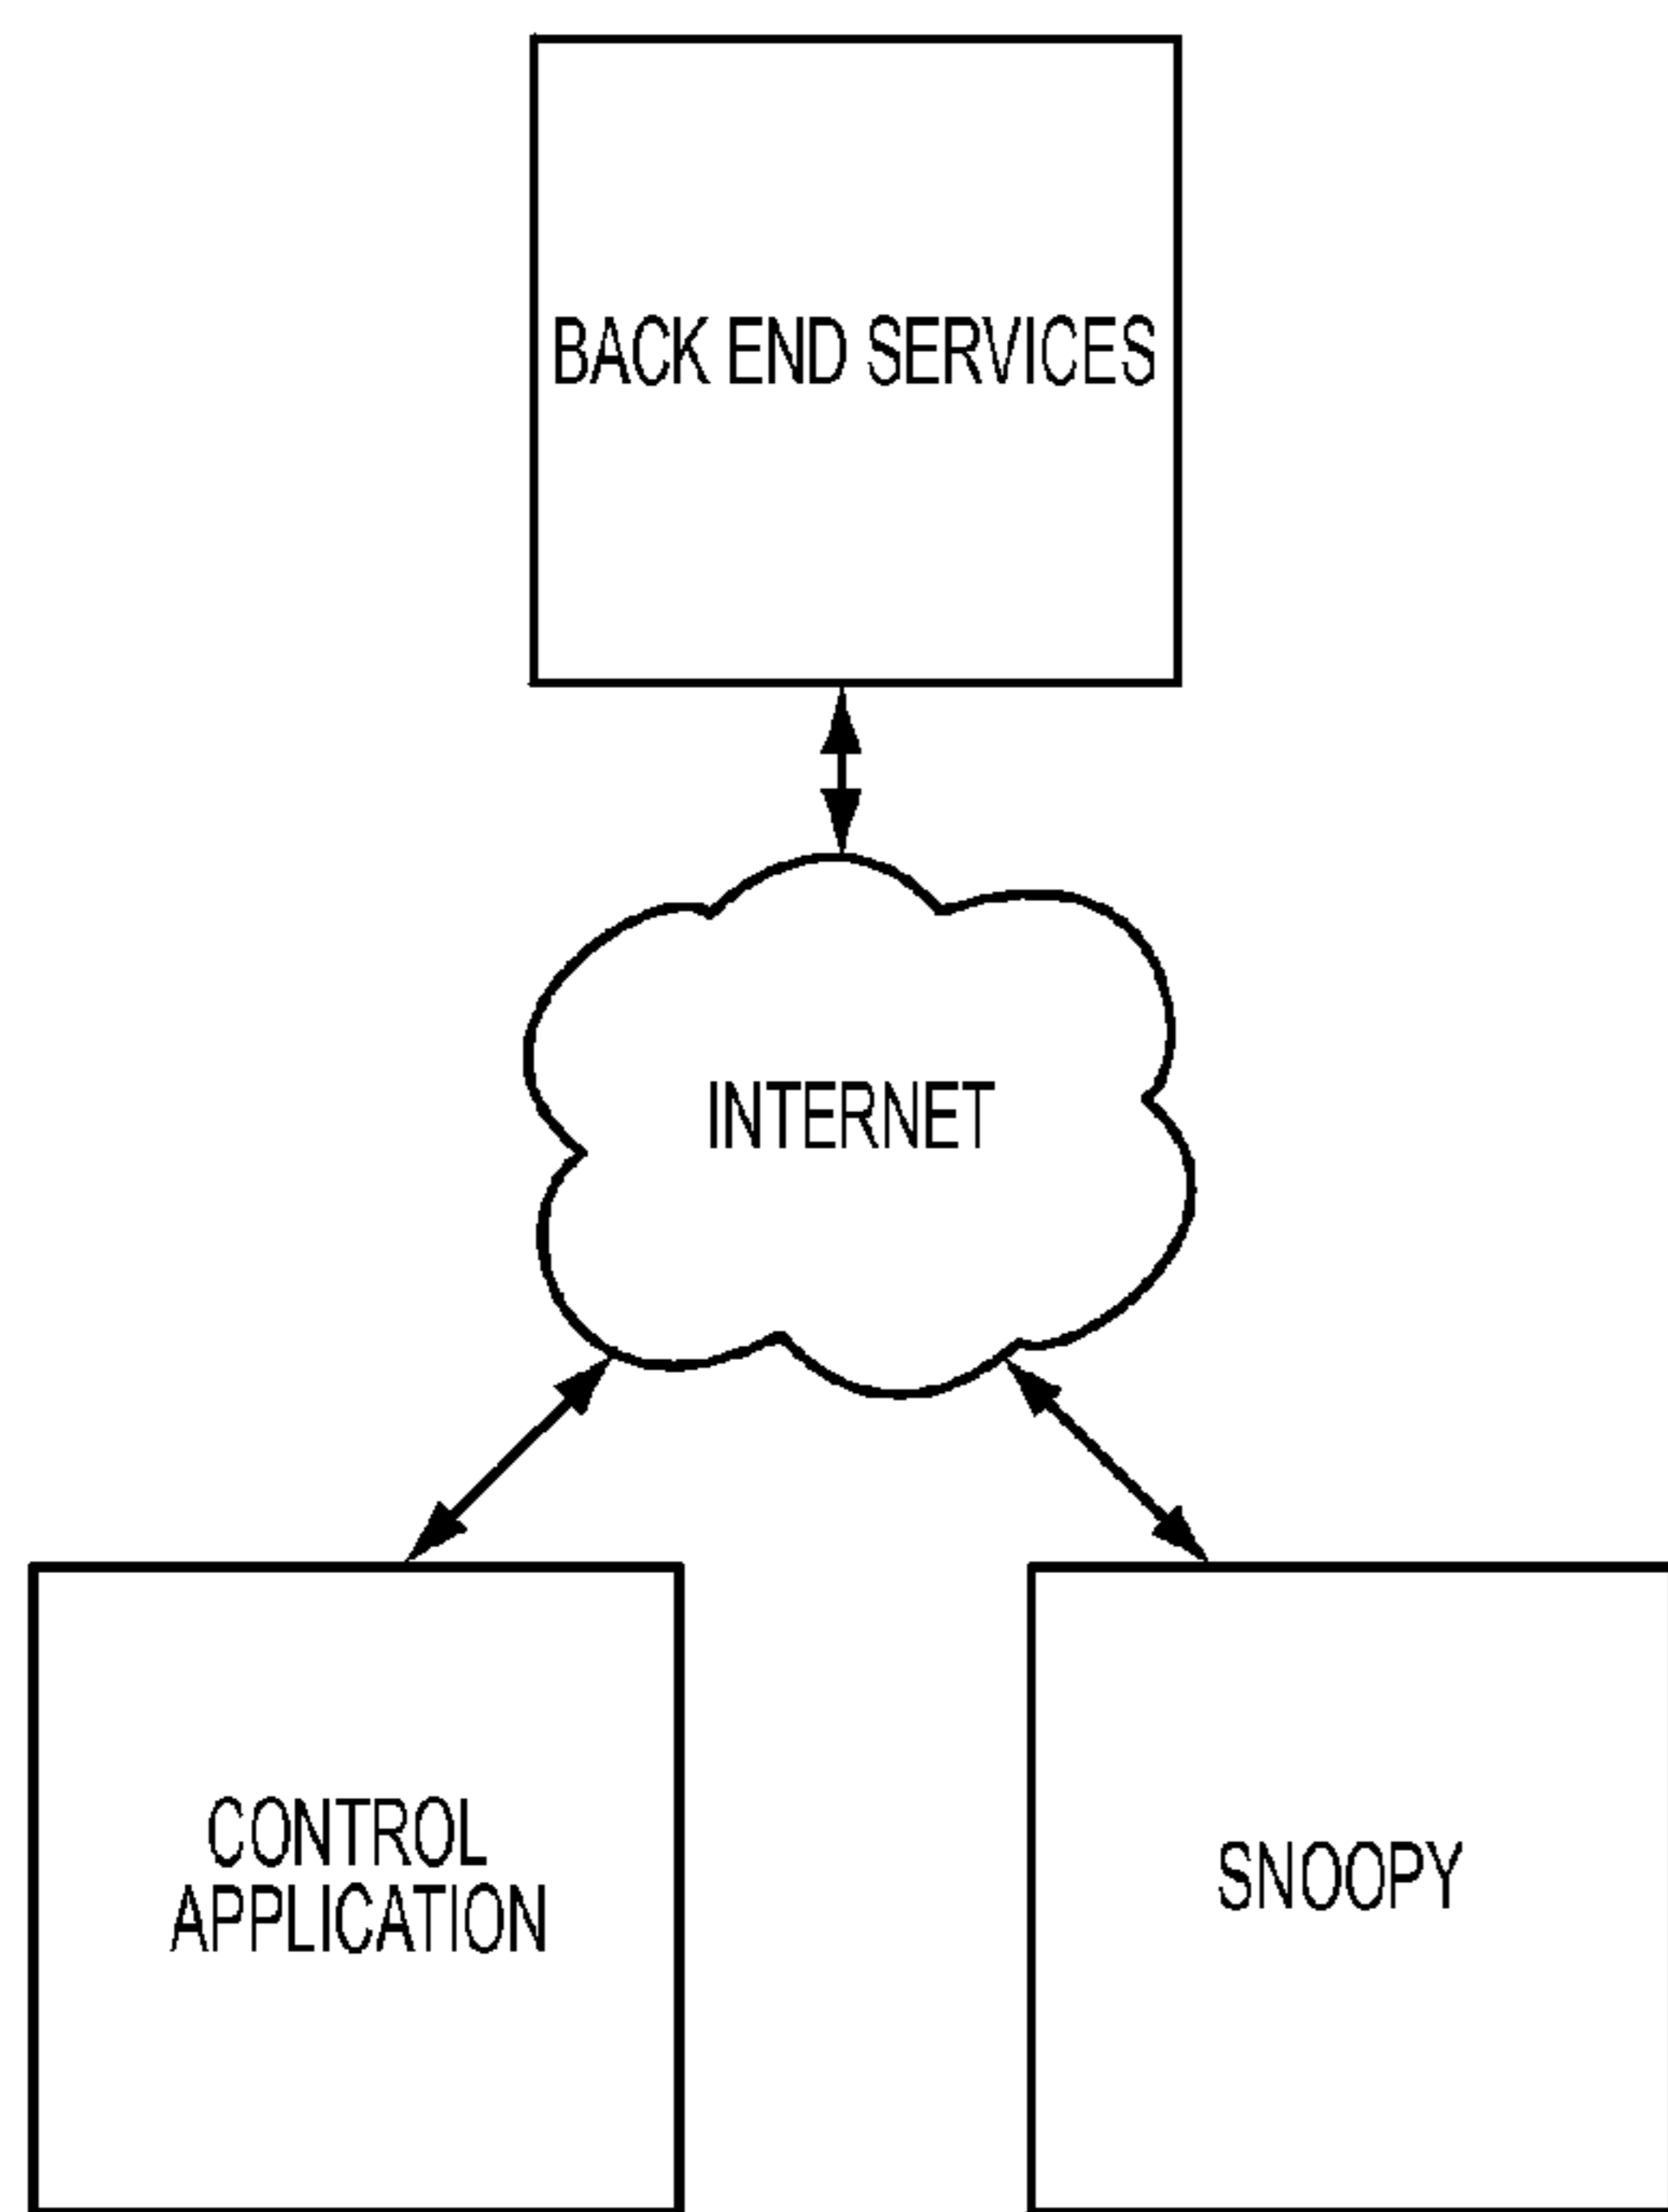 BACK END SERVICES
INTERNET
CONTROL
APPLICATION
SNOOPY